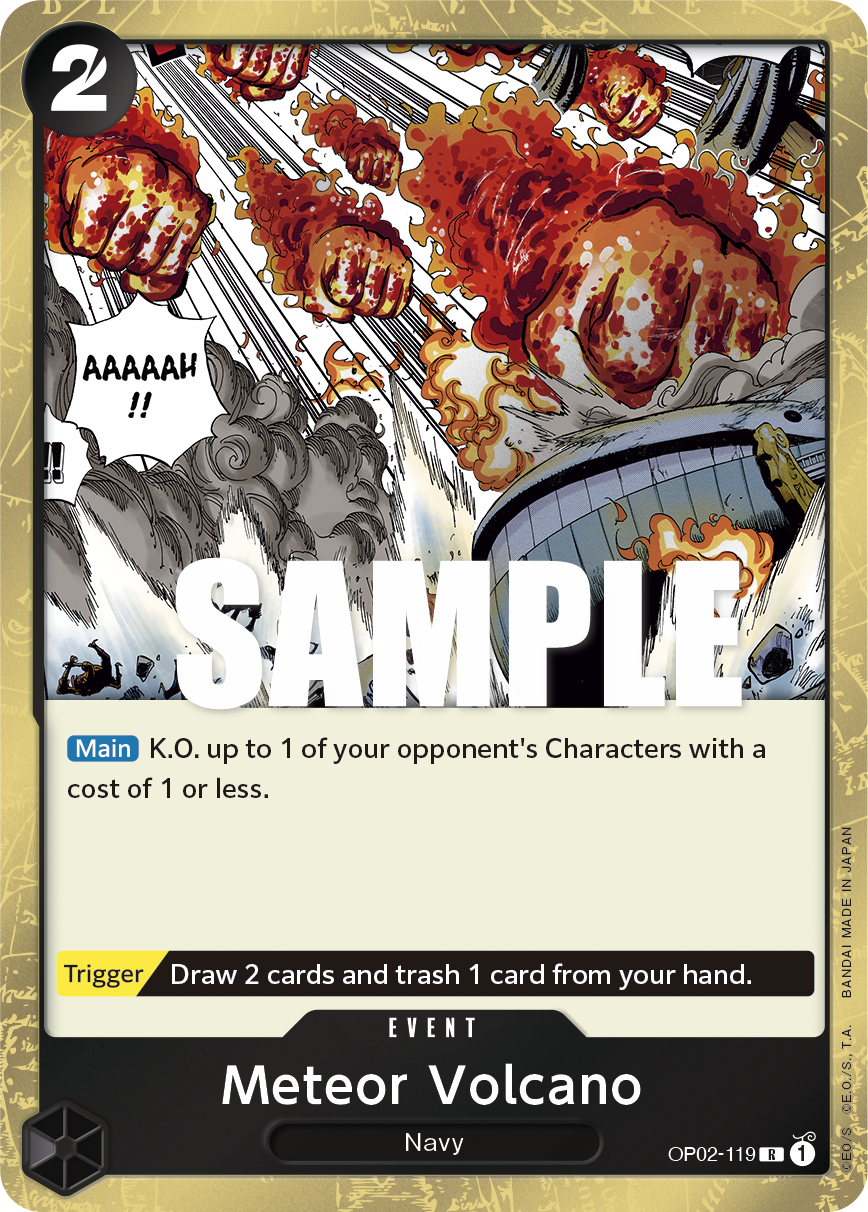 2
AAAAAH
!!
!!
SAMPLE
Main K.O. up to 1 of your opponent's Characters with a
cost of 1 or less.
Trigger Draw 2 cards and trash 1 card from your hand.
EVENT
Meteor Volcano
Navy
OP02-119 R 1
©E.O/S ©E.O./S., T.A. BANDAI MADE IN JAPAN